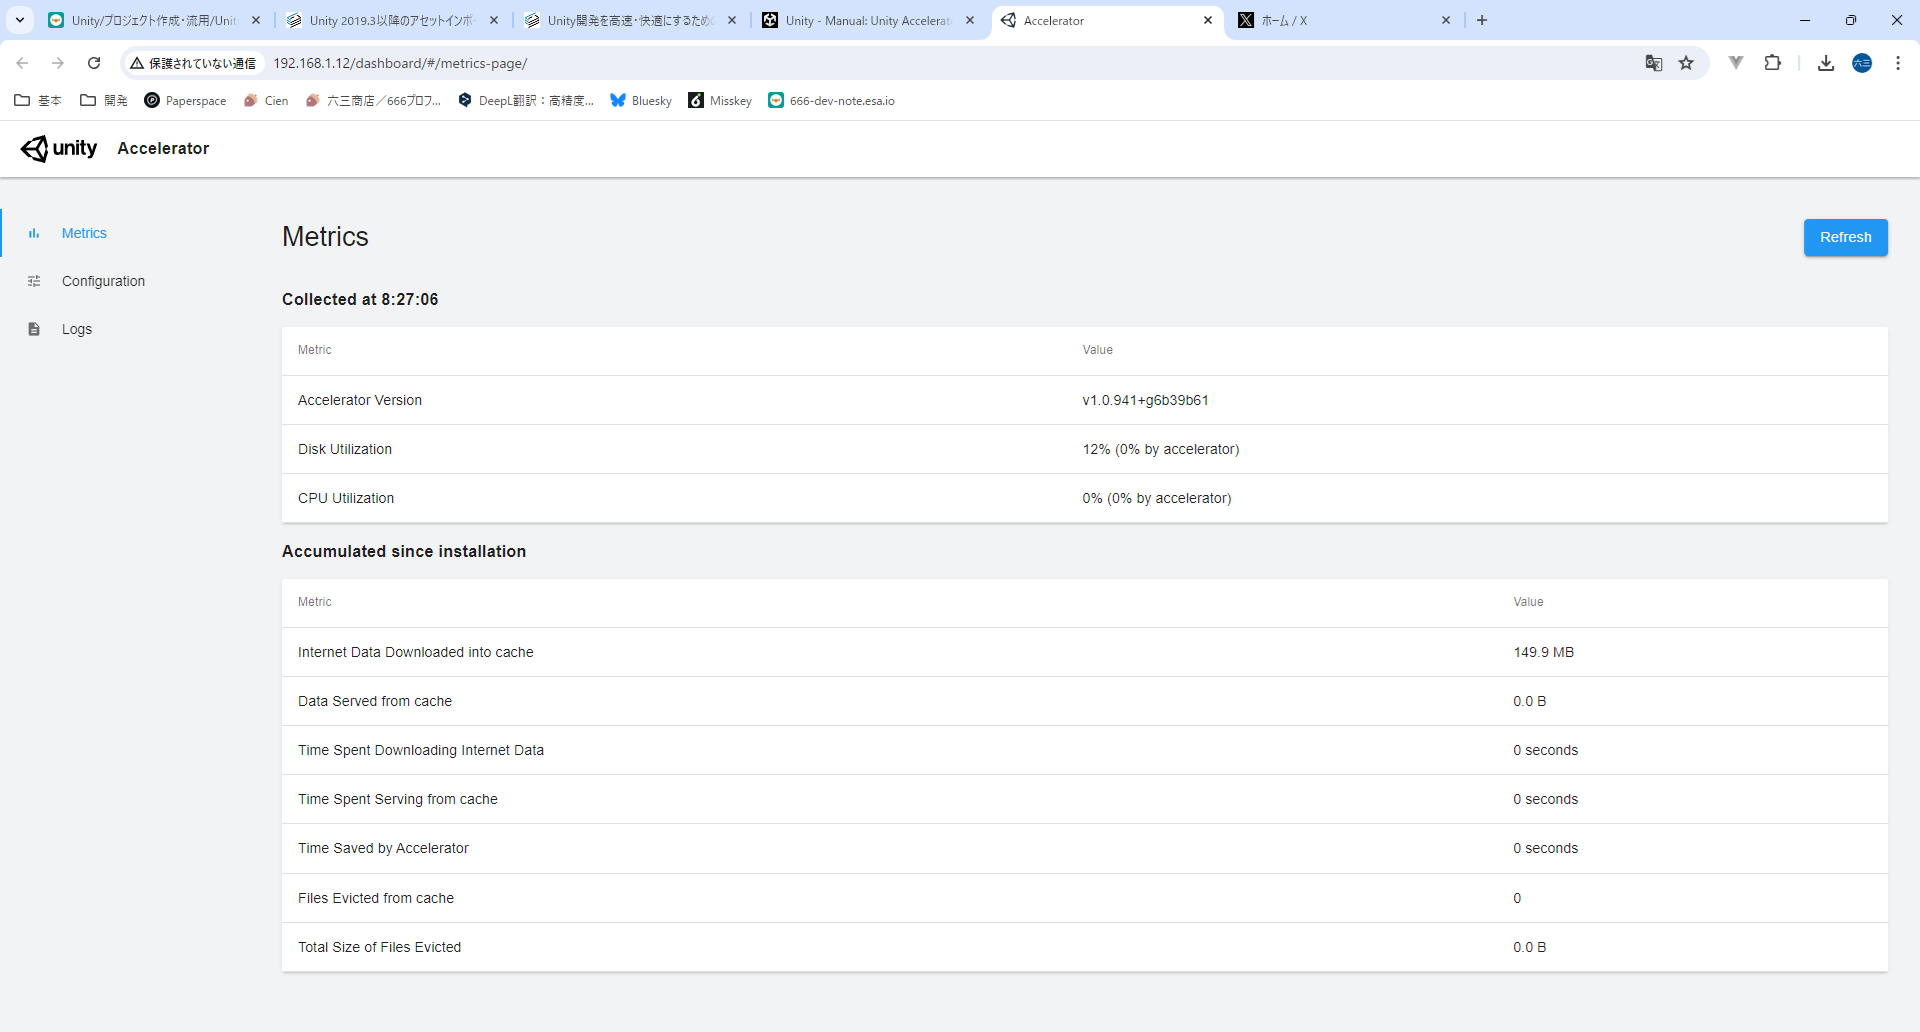 Unity/プロジェクト作成・流用/Unit
Unity 2019.3以降のアセットインポー
Unity開発を高速・快適にするための
Unity - Manual: Unity Accelerat
Accelerator
ホーム / X
保護されていない通信
192.168.1.12/dashboard/#/metrics-page/
六三
基本
開発
Paperspace
Cien
六三商店／666プロフ...
DeepL翻訳：高精度...
Bluesky
Misskey
666-dev-note.esa.io
unity
Accelerator
Metrics
Configuration
Logs
Metrics
Refresh
Collected at 8:27:06
Metric Value
Accelerator Version v1.0.941+g6b39b61
Disk Utilization 12% (0% by accelerator)
CPU Utilization 0% (0% by accelerator)
Accumulated since installation
Metric Value
Internet Data Downloaded into cache 149.9 MB
Data Served from cache 0.0 B
Time Spent Downloading Internet Data 0 seconds
Time Spent Serving from cache 0 seconds
Time Saved by Accelerator 0 seconds
Files Evicted from cache 0
Total Size of Files Evicted 0.0 B